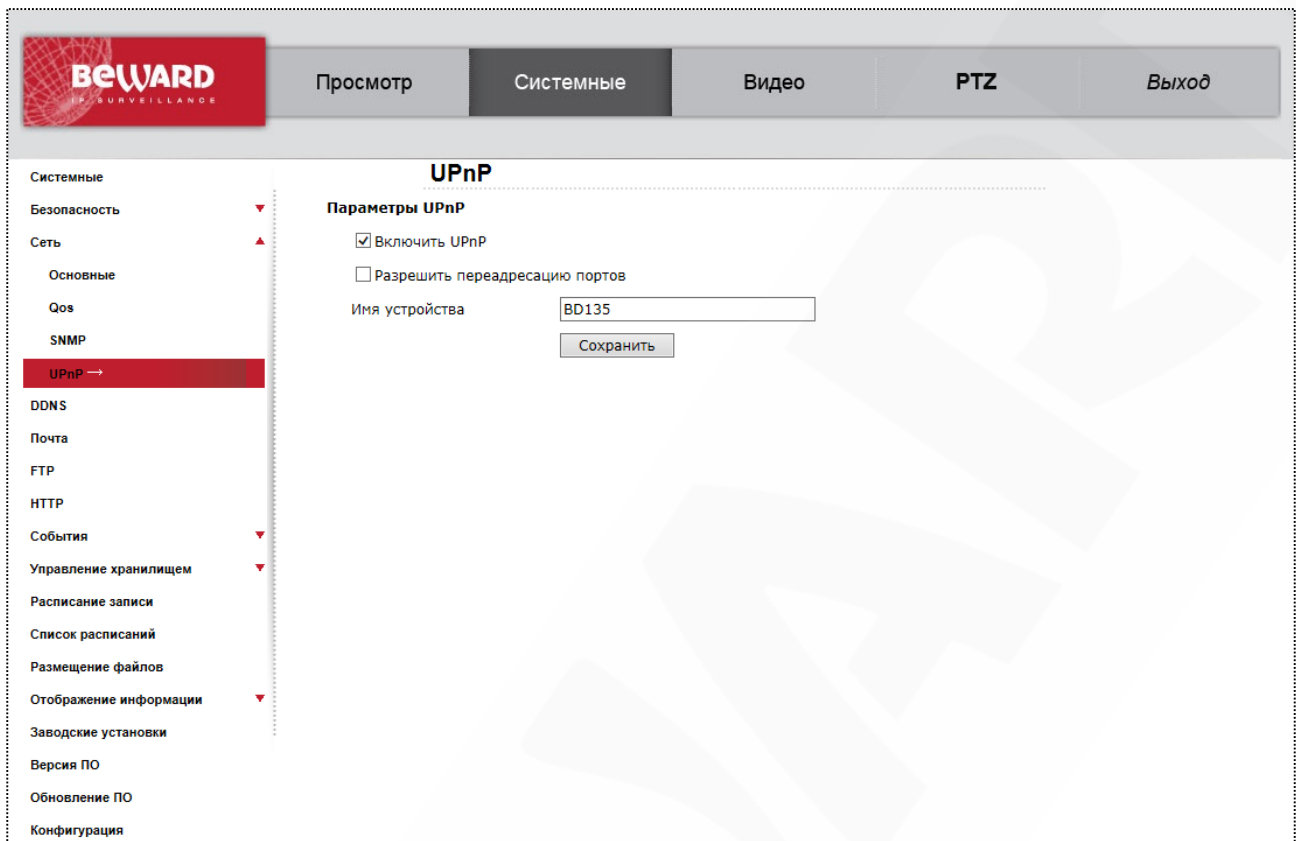 BEWARD
IP SURVEILLANCE
Просмотр
Системные
Видео
PTZ
Выход
UPnP
Системные
Безопасность
Сеть
Основные
Qos
SNMP
UPnP →
DDNS
Почта
FTP
HTTP
События
Управление хранилищем
Расписание записи
Список расписаний
Размещение файлов
Отображение информации
Заводские установки
Версия ПО
Обновление ПО
Конфигурация
Параметры UPnP
Включить UPnP
Разрешить переадресацию портов
Имя устройства BD135
Сохранить